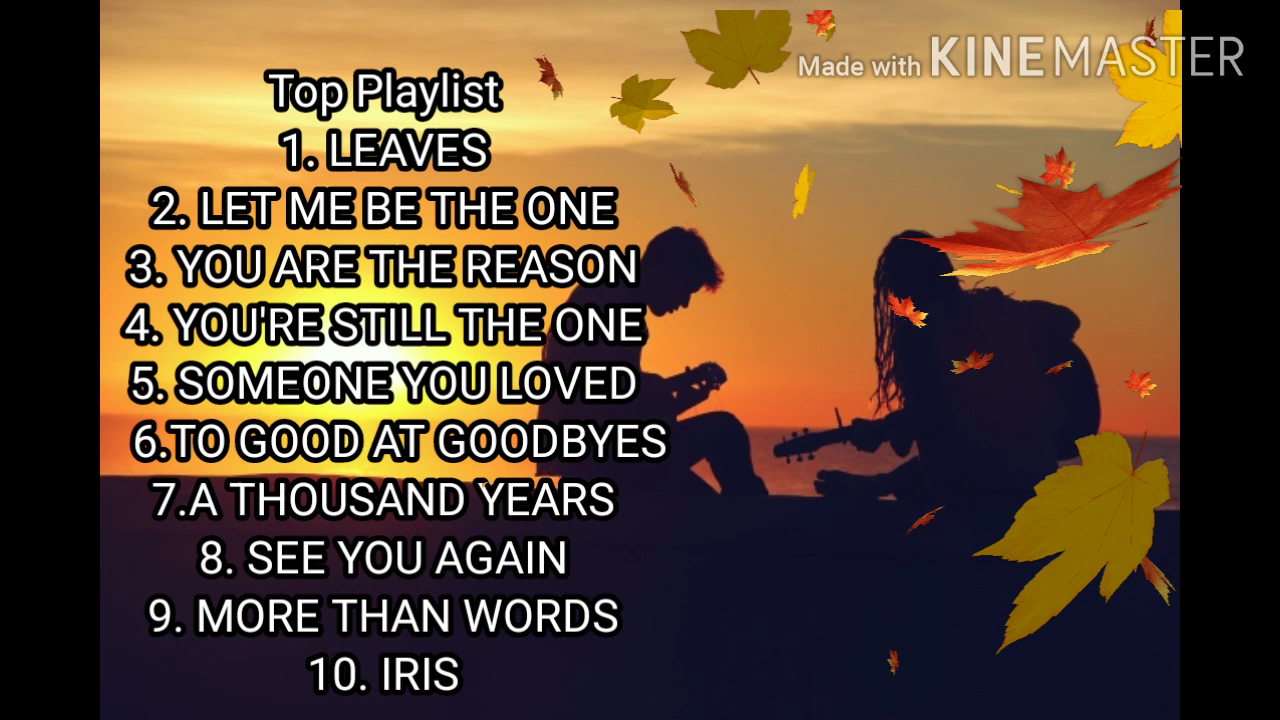 Made with KINEMASTER
Top Playlist
1. LEAVES
2. LET ME BE THE ONE
3. YOU ARE THE REASON
4. YOU'RE STILL THE ONE
5. SOMEONE YOU LOVED
6.TO GOOD AT GOODBYES
7.A THOUSAND YEARS
8. SEE YOU AGAIN
9. MORE THAN WORDS
10. IRIS